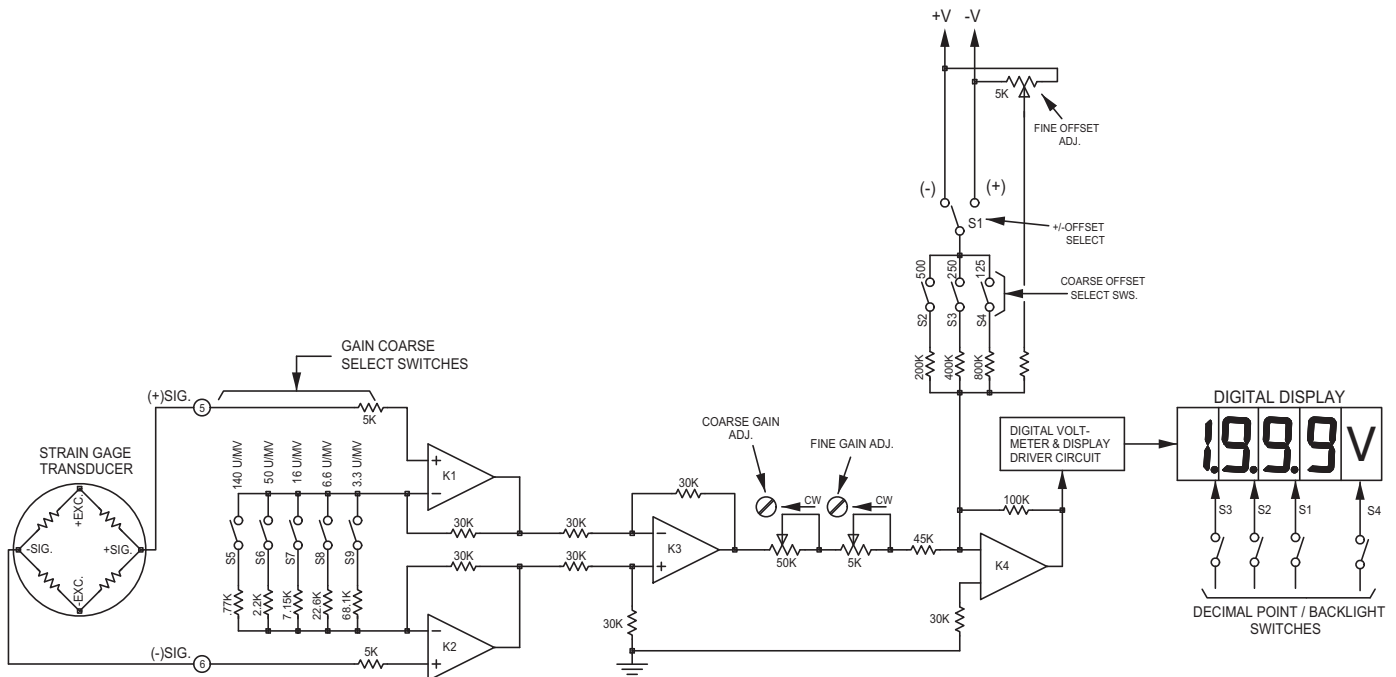 +V -V
5K
FINE OFFSET
ADJ.
(-) (+)
S1
+/-OFFSET
SELECT
500 250 125
COARSE OFFSET
SELECT SWS.
S2 S3 S4
200K 400K 800K
GAIN COARSE
SELECT SWITCHES
(+)SIG. 5
5K
STRAIN GAGE
TRANSDUCER
+EXC.
-SIG. +SIG.
-EXC.
140 U/MV 50 U/MV 16 U/MV 6.6 U/MV 3.3 U/MV
S5 S6 S7 S8 S9
.77K 2.2K 7.15K 22.6K 68.1K
+
K1
-
30K 30K
30K 30K
-
K2
+
(-)SIG. 6
5K
30K
-
K3
+
30K
COARSE GAIN
ADJ.
CW
50K
FINE GAIN ADJ.
CW
5K
45K
100K
-
K4
+
30K
DIGITAL VOLT-
METER & DISPLAY
DRIVER CIRCUIT
DIGITAL DISPLAY
1.9.9.9 V
S3 S2 S1 S4
DECIMAL POINT / BACKLIGHT
SWITCHES